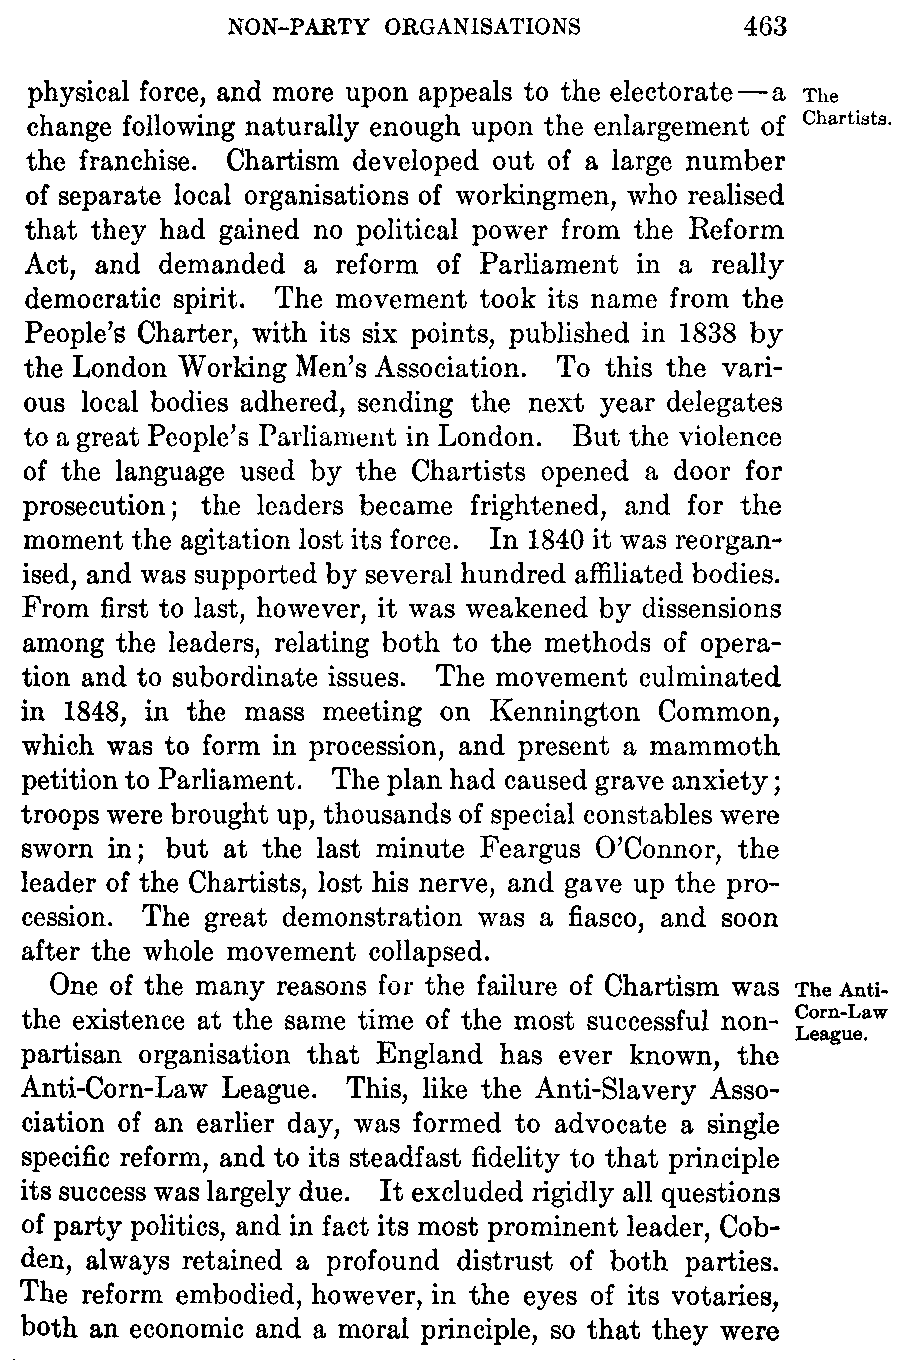 NON-PARTY ORGANISATIONS 463
physical force, and more upon appeals to the electorate—a
The
change following naturally enough upon the enlargement of
Chartists.
the franchise. Chartism developed out of a large number
of separate local organisations of workingmen, who realised
that they had gained no political power from the Reform
Act, and demanded a reform of Parliament in a really
democratic spirit. The movement took its name from the
People's Charter, with its six points, published in 1838 by
the London Working Men's Association. To this the vari-
ous local bodies adhered, sending the next year delegates
to a great People's Parliament in London. But the violence
of the language used by the Chartists opened a door for
prosecution; the leaders became frightened, and for the
moment the agitation lost its force. In 1840 it was reorgan-
ised, and was supported by several hundred affiliated bodies.
From first to last, however, it was weakened by dissensions
among the leaders, relating both to the methods of opera-
tion and to subordinate issues. The movement culminated
in 1848, in the mass meeting on Kennington Common,
which was to form in procession, and present a mammoth
petition to Parliament. The plan had caused grave anxiety;
troops were brought up, thousands of special constables were
sworn in; but at the last minute Feargus O'Connor, the
leader of the Chartists, lost his nerve, and gave up the pro-
cession. The great demonstration was a fiasco, and soon
after the whole movement collapsed.
One of the many reasons for the failure of Chartism was
The Anti-
the existence at the same time of the most successful non-
Corn-Law
League.
partisan organisation that England has ever known, the
Anti-Corn-Law League. This, like the Anti-Slavery Asso-
ciation of an earlier day, was formed to advocate a single
specific reform, and to its steadfast fidelity to that principle
its success was largely due. It excluded rigidly all questions
of party politics, and in fact its most prominent leader, Cob-
den, always retained a profound distrust of both parties.
The reform embodied, however, in the eyes of its votaries,
both an economic and a moral principle, so that they were